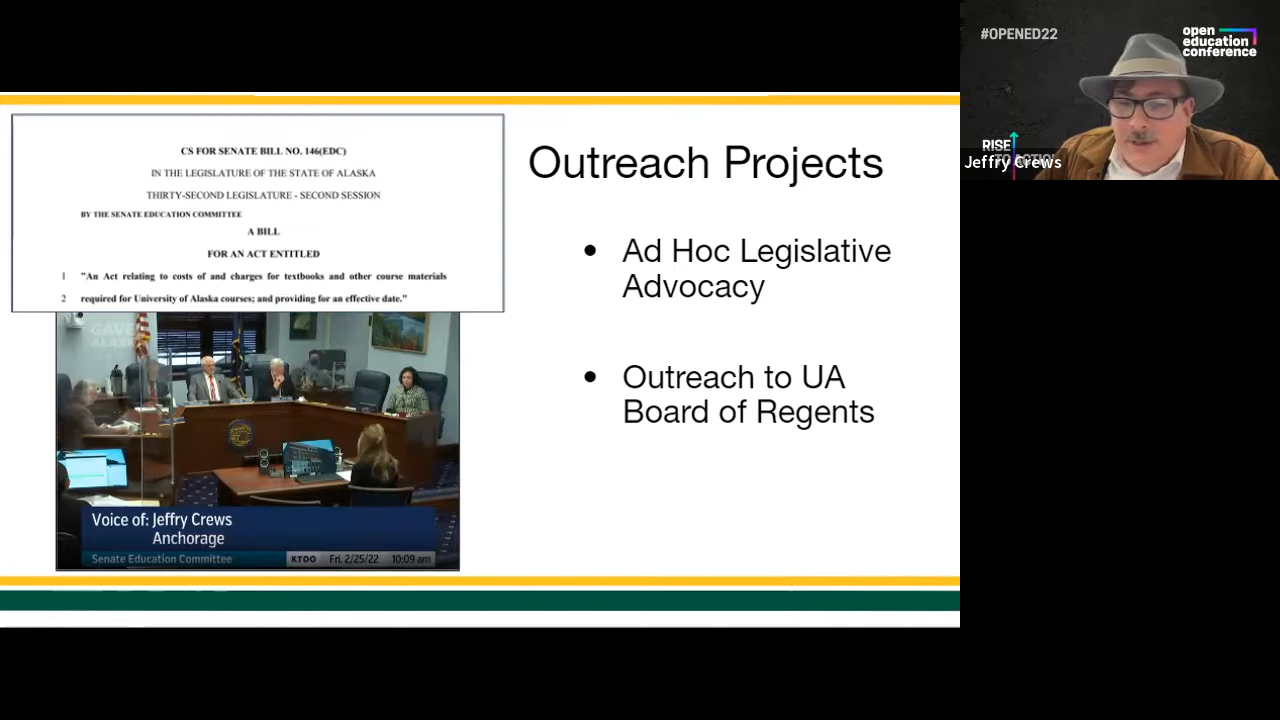 CS FOR SENATE BILL NO. 146(EDC)
IN THE LEGISLATURE OF THE STATE OF ALASKA
THIRTY-SECOND LEGISLATURE - SECOND SESSION
BY THE SENATE EDUCATION COMMITTEE
A BILL
FOR AN ACT ENTITLED
1 "An Act relating to costs of and charges for textbooks and other course materials
2 required for University of Alaska courses; and providing for an effective date."
GAVEL
ALASKA
Voice of: Jeffry Crews
Anchorage
Senate Education Committee KTOO Fri. 2/25/22 10:09 am
Outreach Projects
• Ad Hoc Legislative
Advocacy
• Outreach to UA
Board of Regents
#OPENED22
open
education
conference
RISE
TO ACTION
Jeffry Crews